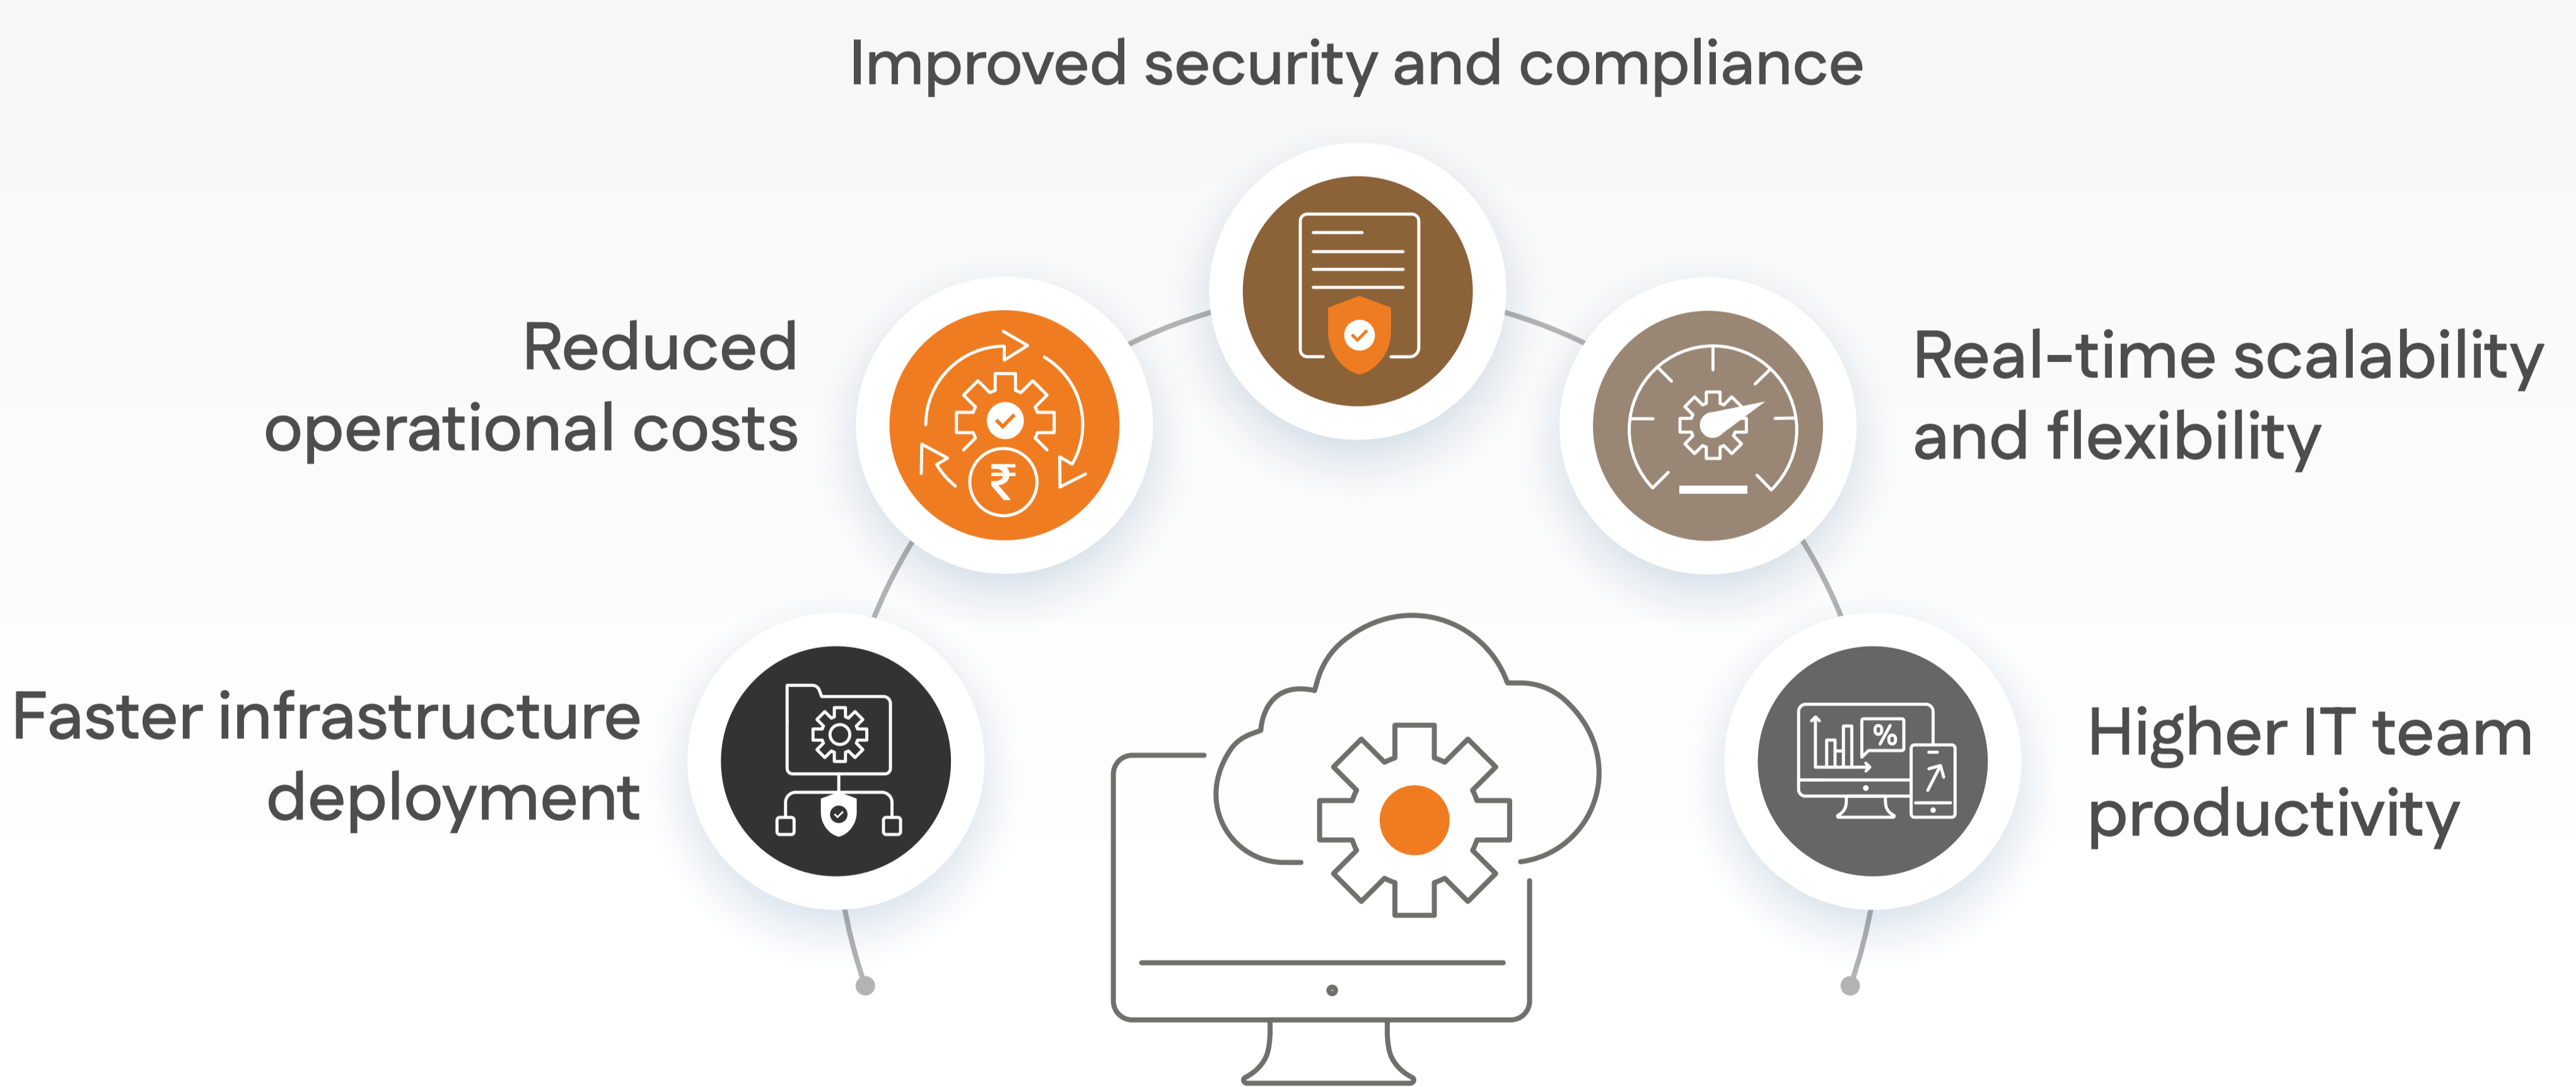 Improved security and compliance
Reduced
operational costs
₹
Real-time scalability
and flexibility
Faster infrastructure
deployment
%
Higher IT team
productivity